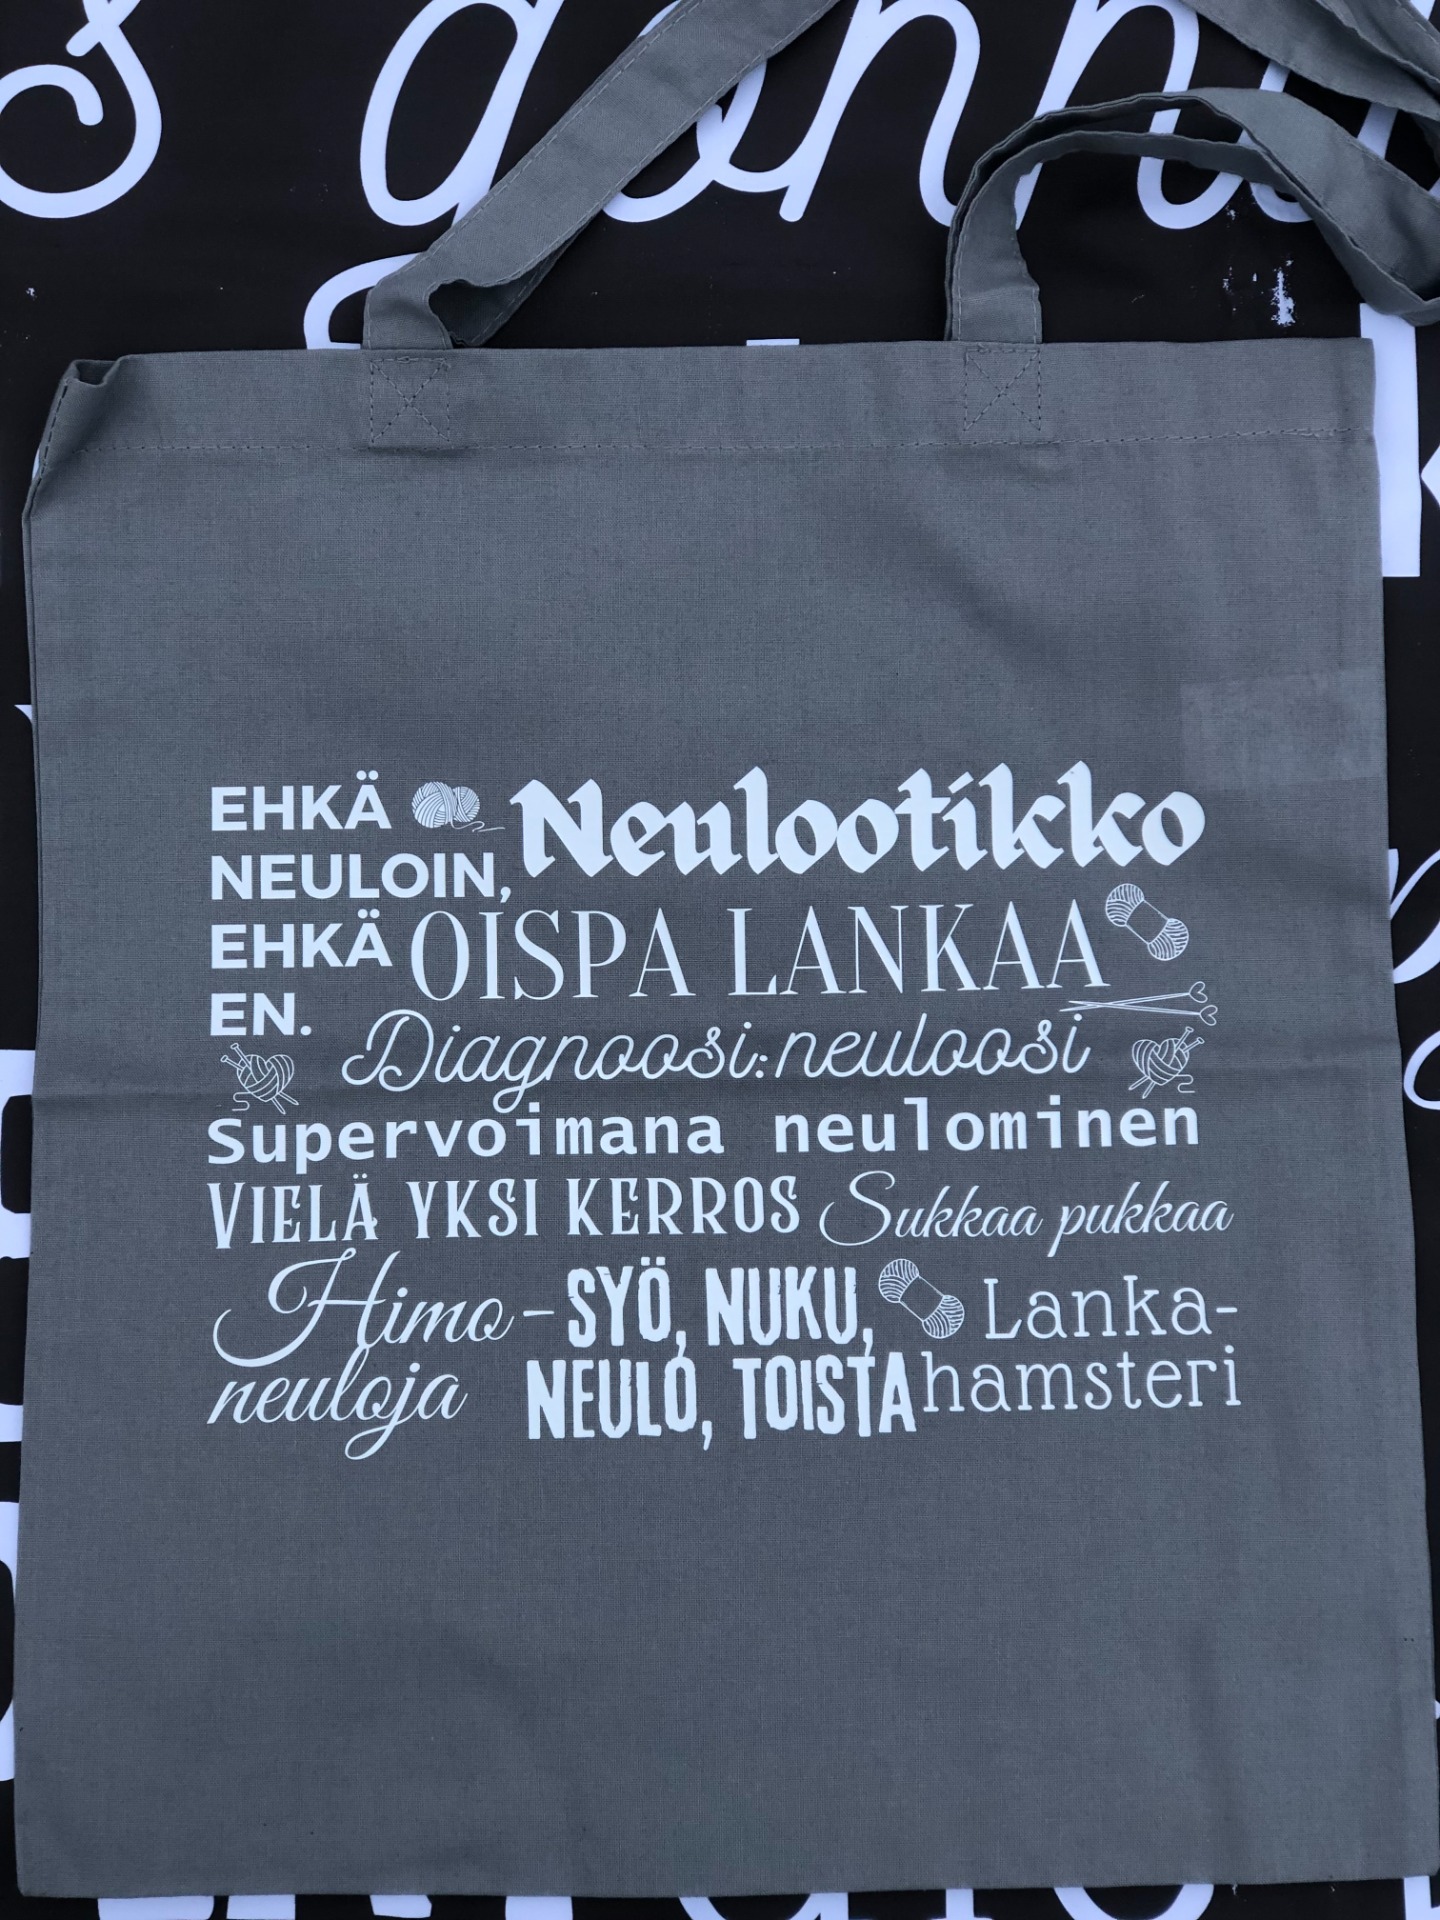 EHKÄ
NEULOIN,
EHKÄ
EN.
Neulootikko
OISPA LANKAA
Diagnoosi: neuloosi
Supervoimana neulominen
VIELÄ YKSI KERROS
Sukkaa pukkaa
Himo-
neuloja
SYÖ, NUKU,
NEULO, TOISTA
Lanka-
hamsteri